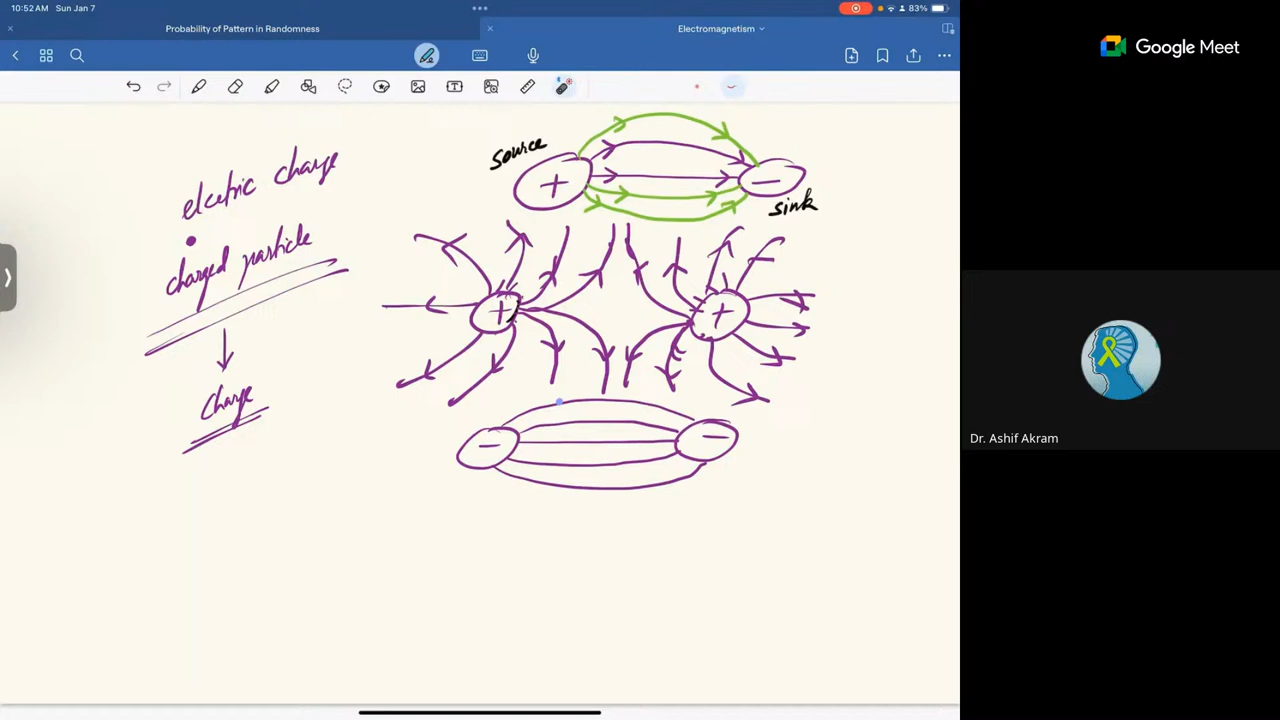 10:52 AM Sun Jan 7
83%
Probability of Pattern in Randomness
Electromagnetism
Google Meet
source
+
−
sink
electric charge
charged particle
+
+
charge
−
−
Dr. Ashif Akram